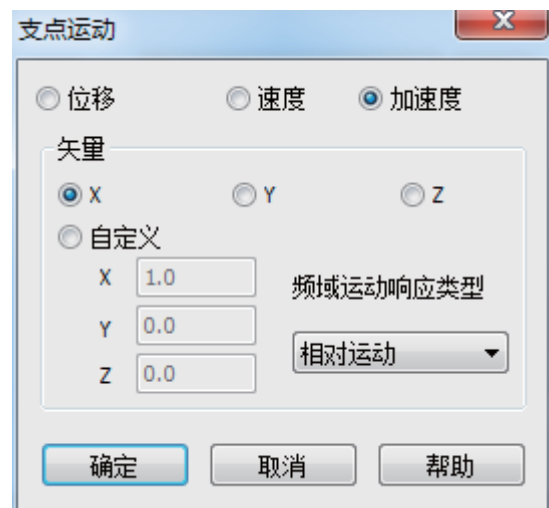 支点运动
位移 速度 加速度
矢量
X Y Z
自定义
X 1.0 频域运动响应类型
Y 0.0
相对运动
Z 0.0
确定 取消 帮助